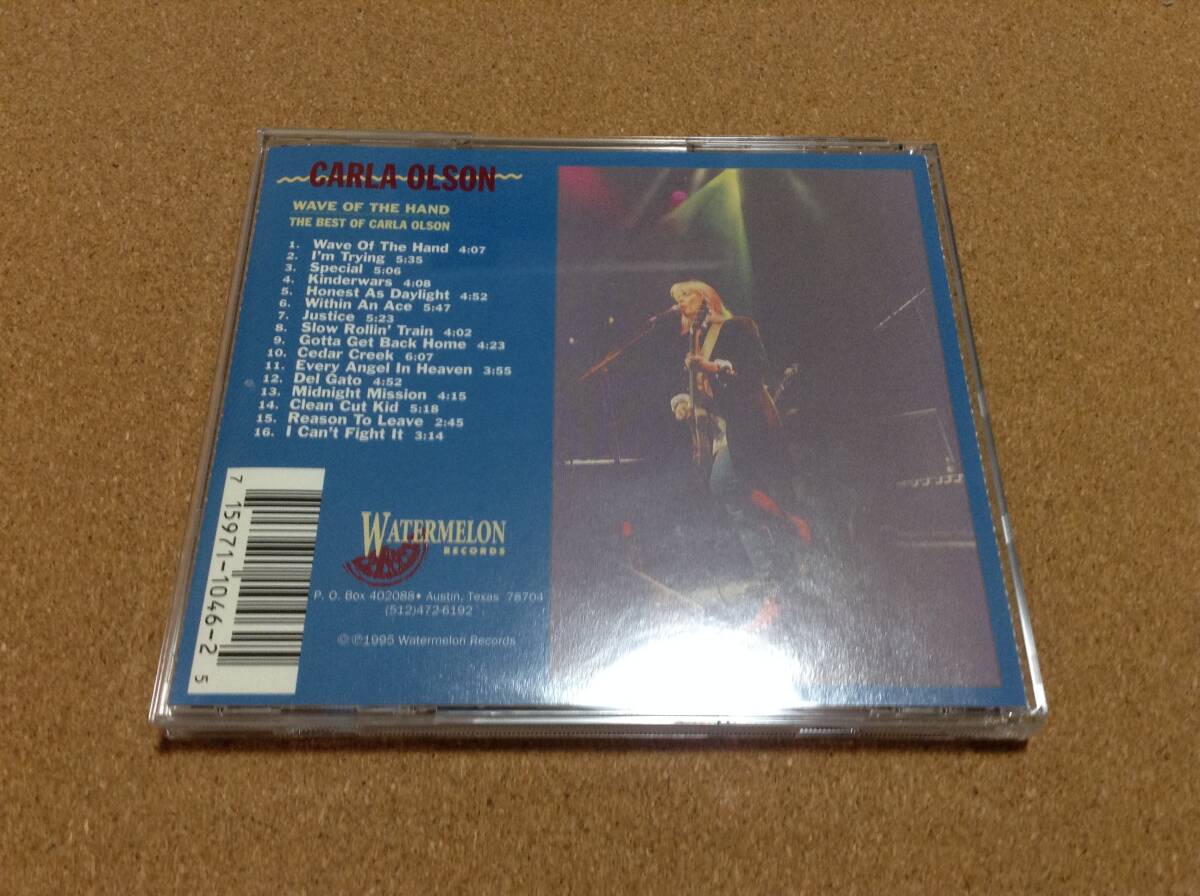 CARLA OLSON
WAVE OF THE HAND
THE BEST OF CARLA OLSON
1. Wave Of The Hand 4:07
2. I'm Trying 5:35
3. Special 5:06
4. Kinderwars 4:08
5. Honest As Daylight 4:52
6. Within An Ace 5:47
7. Justice 5:23
8. Slow Rollin' Train 4:02
9. Gotta Get Back Home 4:23
10. Cedar Creek 6:07
11. Every Angel In Heaven 3:55
12. Del Gato 4:52
13. Midnight Mission 4:15
14. Clean Cut Kid 5:18
15. Reason To Leave 2:45
16. I Can't Fight It 3:14
7 15971-1046-2 5
WATERMELON
RECORDS
P. O. Box 402088• Austin, Texas 78704
(512)472-6192
©℗1995 Watermelon Records